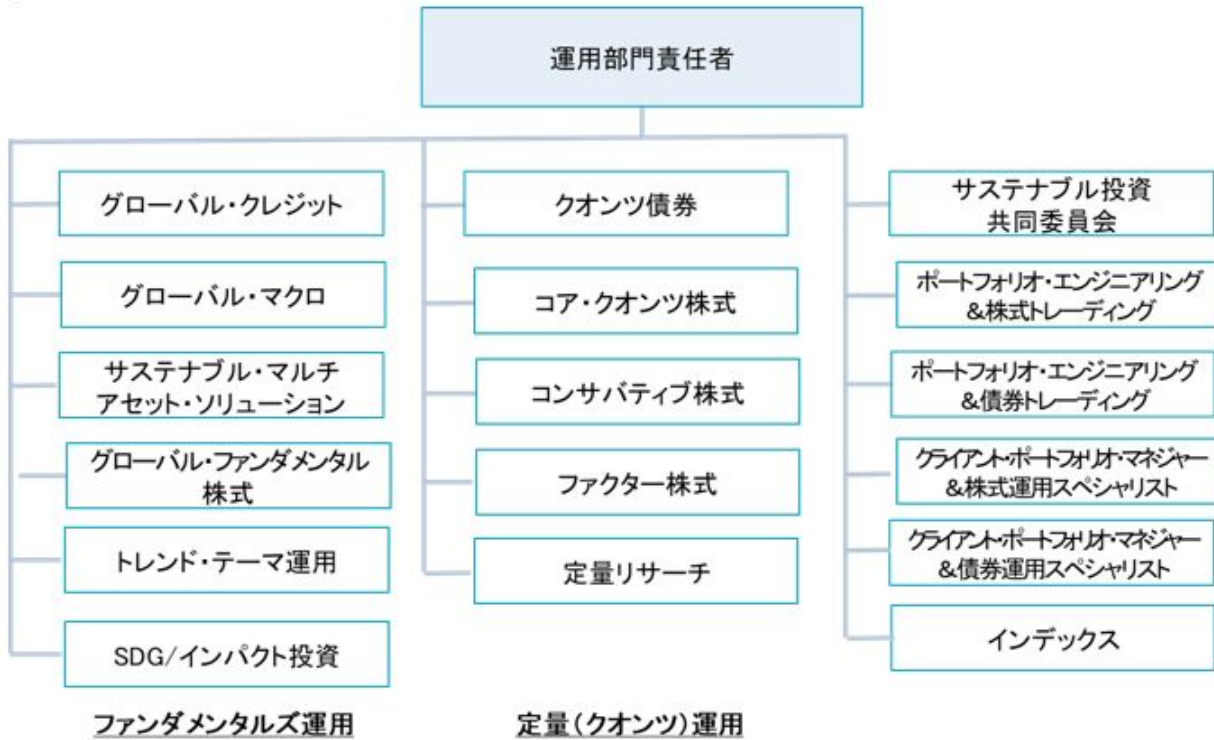 運用部門責任者
グローバル・クレジット
グローバル・マクロ
サステナブル・マルチ
アセット・ソリューション
グローバル・ファンダメンタル
株式
トレンド・テーマ運用
SDG/インパクト投資
ファンダメンタルズ運用
クオンツ債券
コア・クオンツ株式
コンサバティブ株式
ファクター株式
定量リサーチ
定量(クオンツ)運用
サステナブル投資
共同委員会
ポートフォリオ・エンジニアリング
&株式トレーディング
ポートフォリオ・エンジニアリング
&債券トレーディング
クライアント・ポートフォリオ・マネジャー
&株式運用スペシャリスト
クライアント・ポートフォリオ・マネジャー
&債券運用スペシャリスト
インデックス